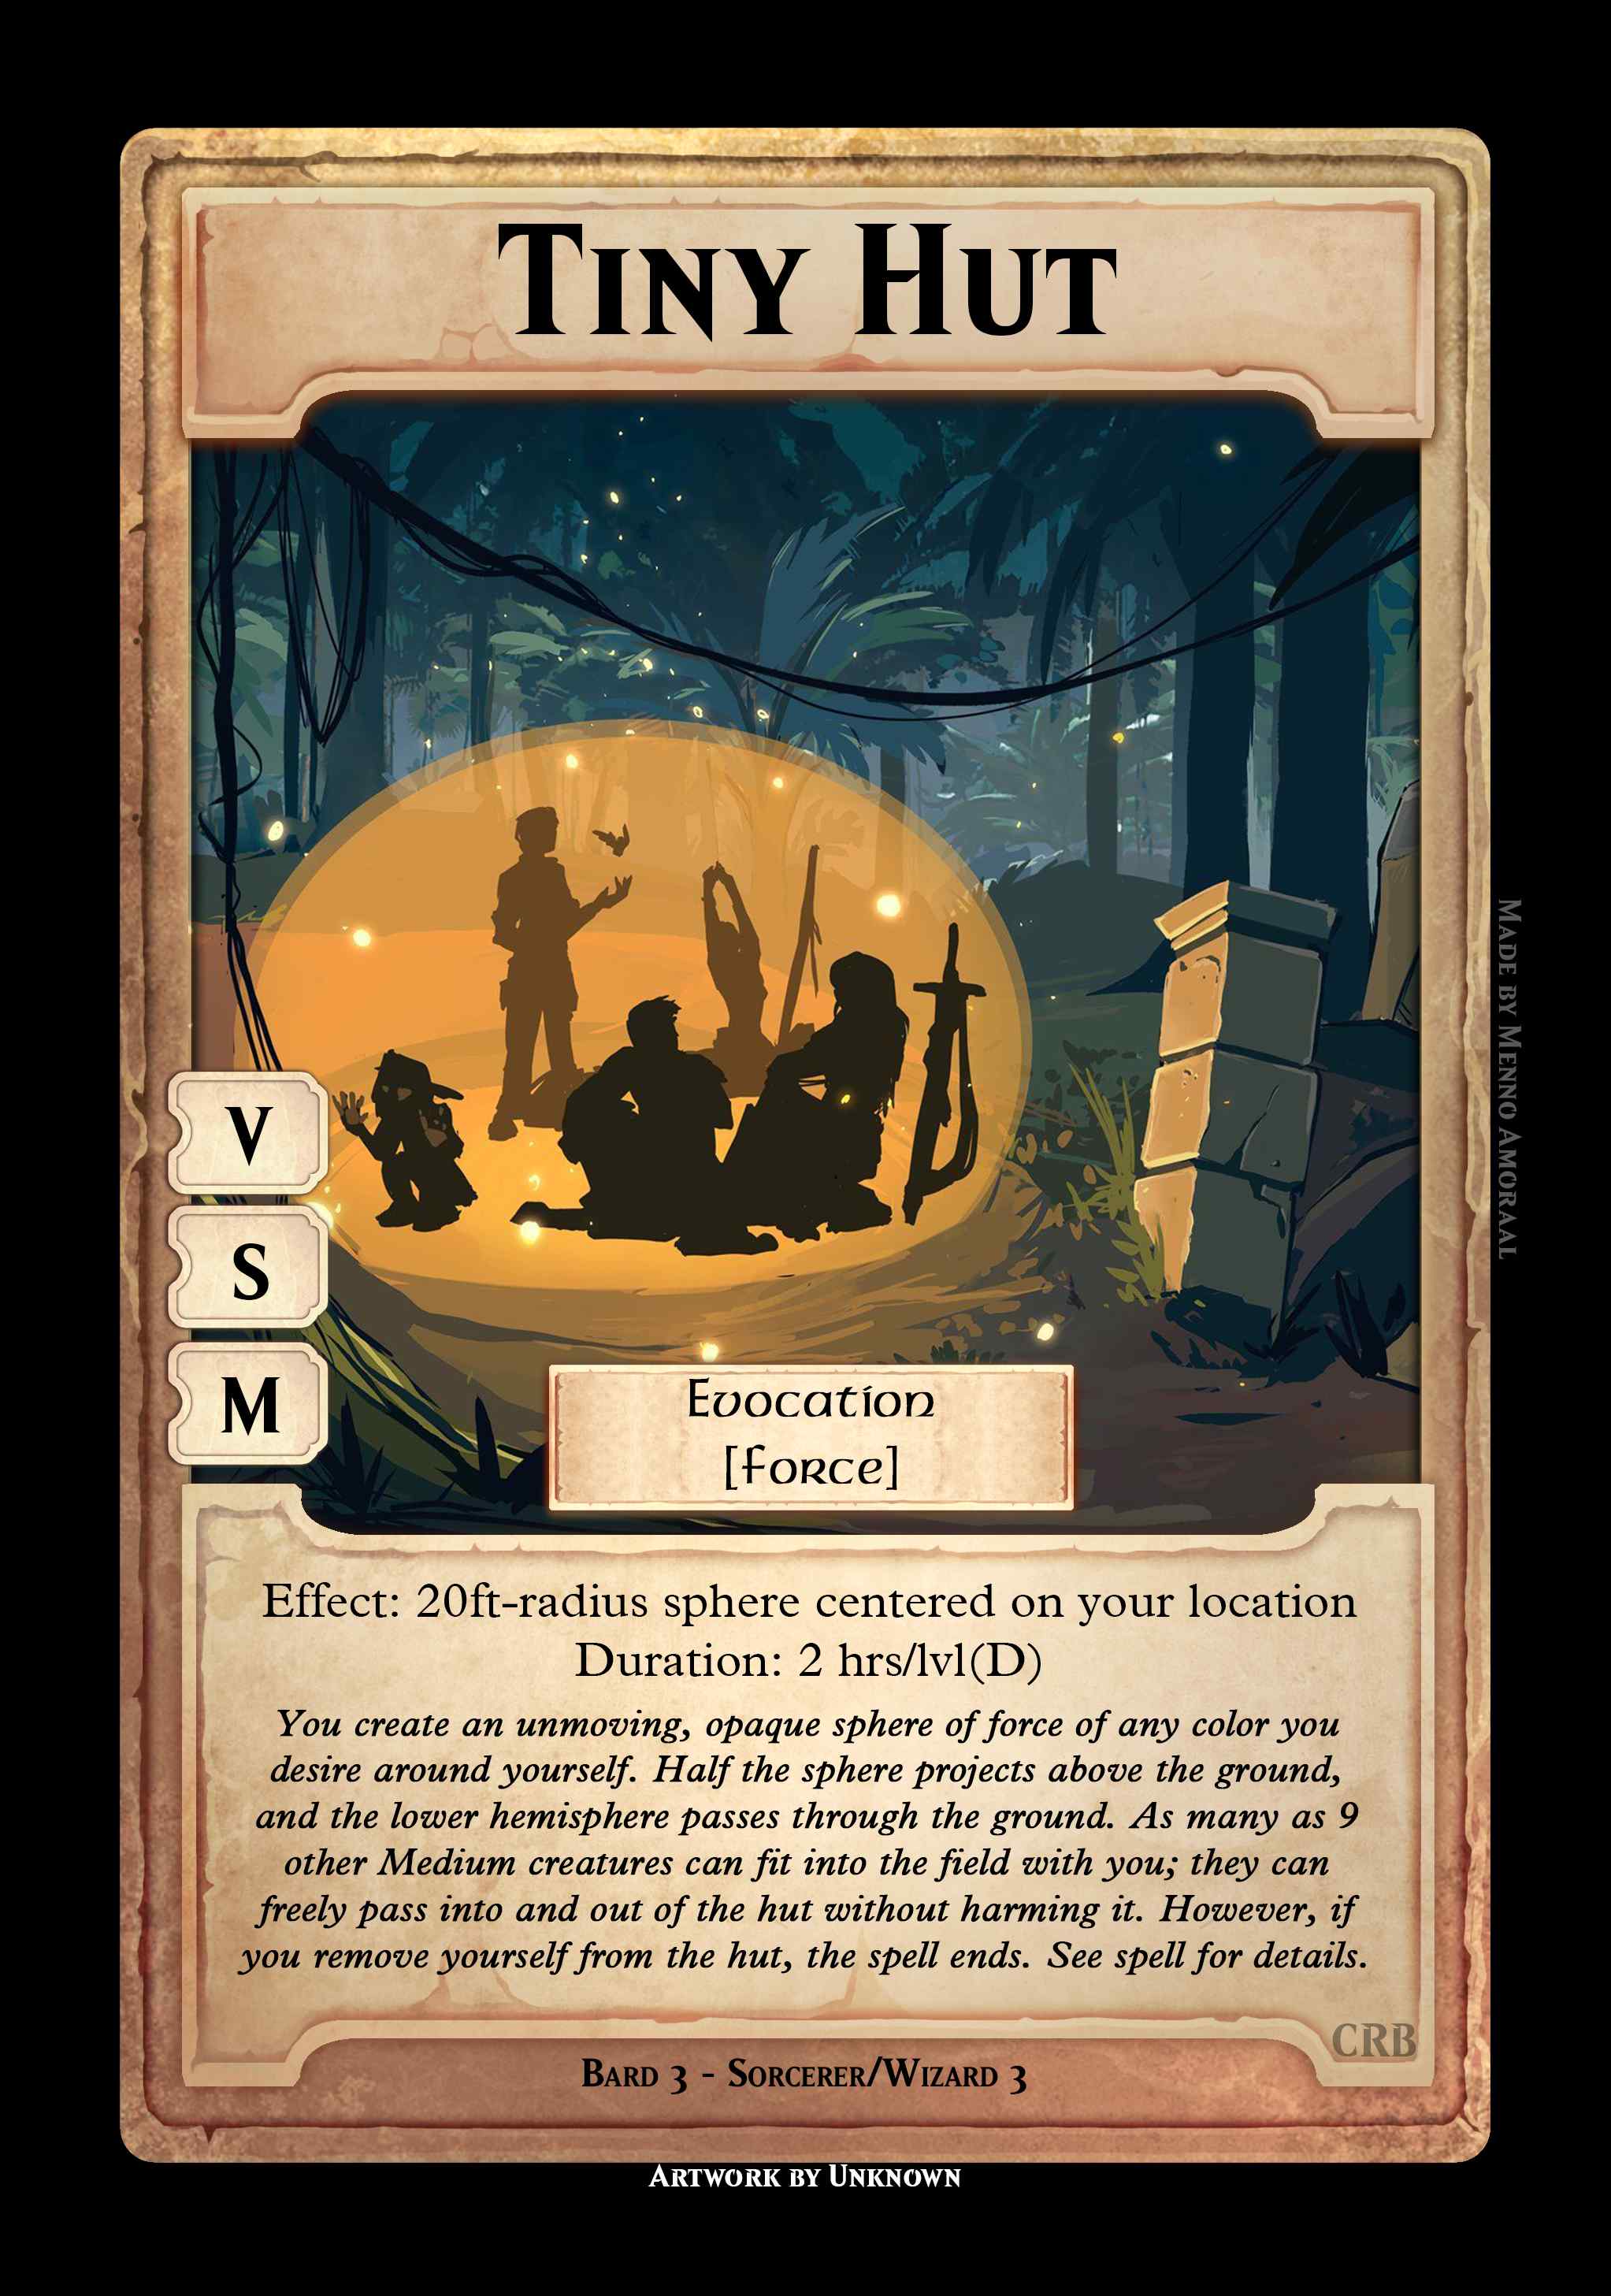 Tiny Hut
V
S
M
Made by Menno Amoraal
Evocation
[Force]
Effect: 20ft-radius sphere centered on your location
Duration: 2 hrs/lvl(D)
You create an unmoving, opaque sphere of force of any color you
desire around yourself. Half the sphere projects above the ground,
and the lower hemisphere passes through the ground. As many as 9
other Medium creatures can fit into the field with you; they can
freely pass into and out of the hut without harming it. However, if
you remove yourself from the hut, the spell ends. See spell for details.
CRB
Bard 3 - Sorcerer/Wizard 3
Artwork by Unknown